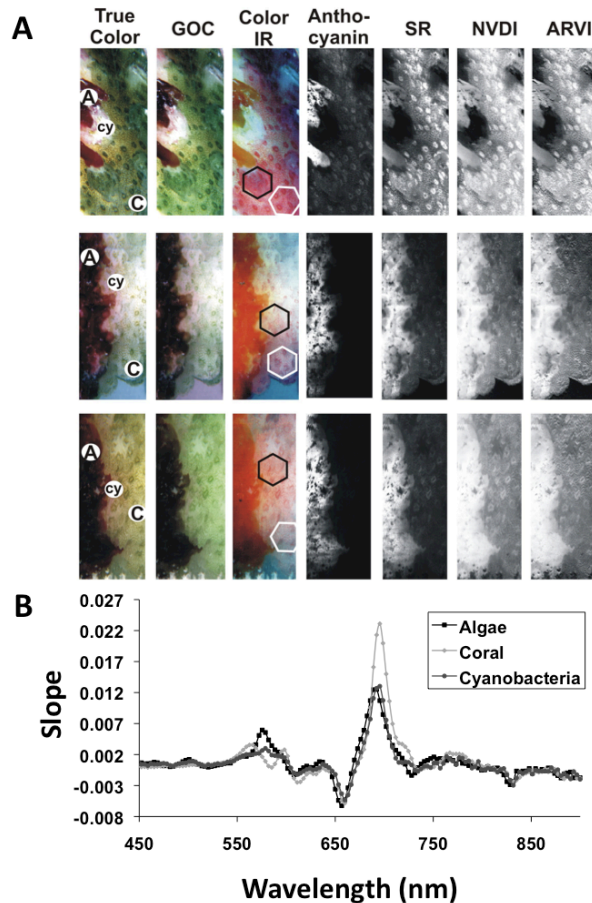 A
True Color
GOC
Color IR
Antho-cyanin
SR
NVDI
ARVI
A
cy
C
A
cy
C
A
cy
C
B
0.027
0.022
0.017
0.012
0.007
0.002
-0.003
-0.008
Slope
Algae
Coral
Cyanobacteria
450
550
650
750
850
Wavelength (nm)